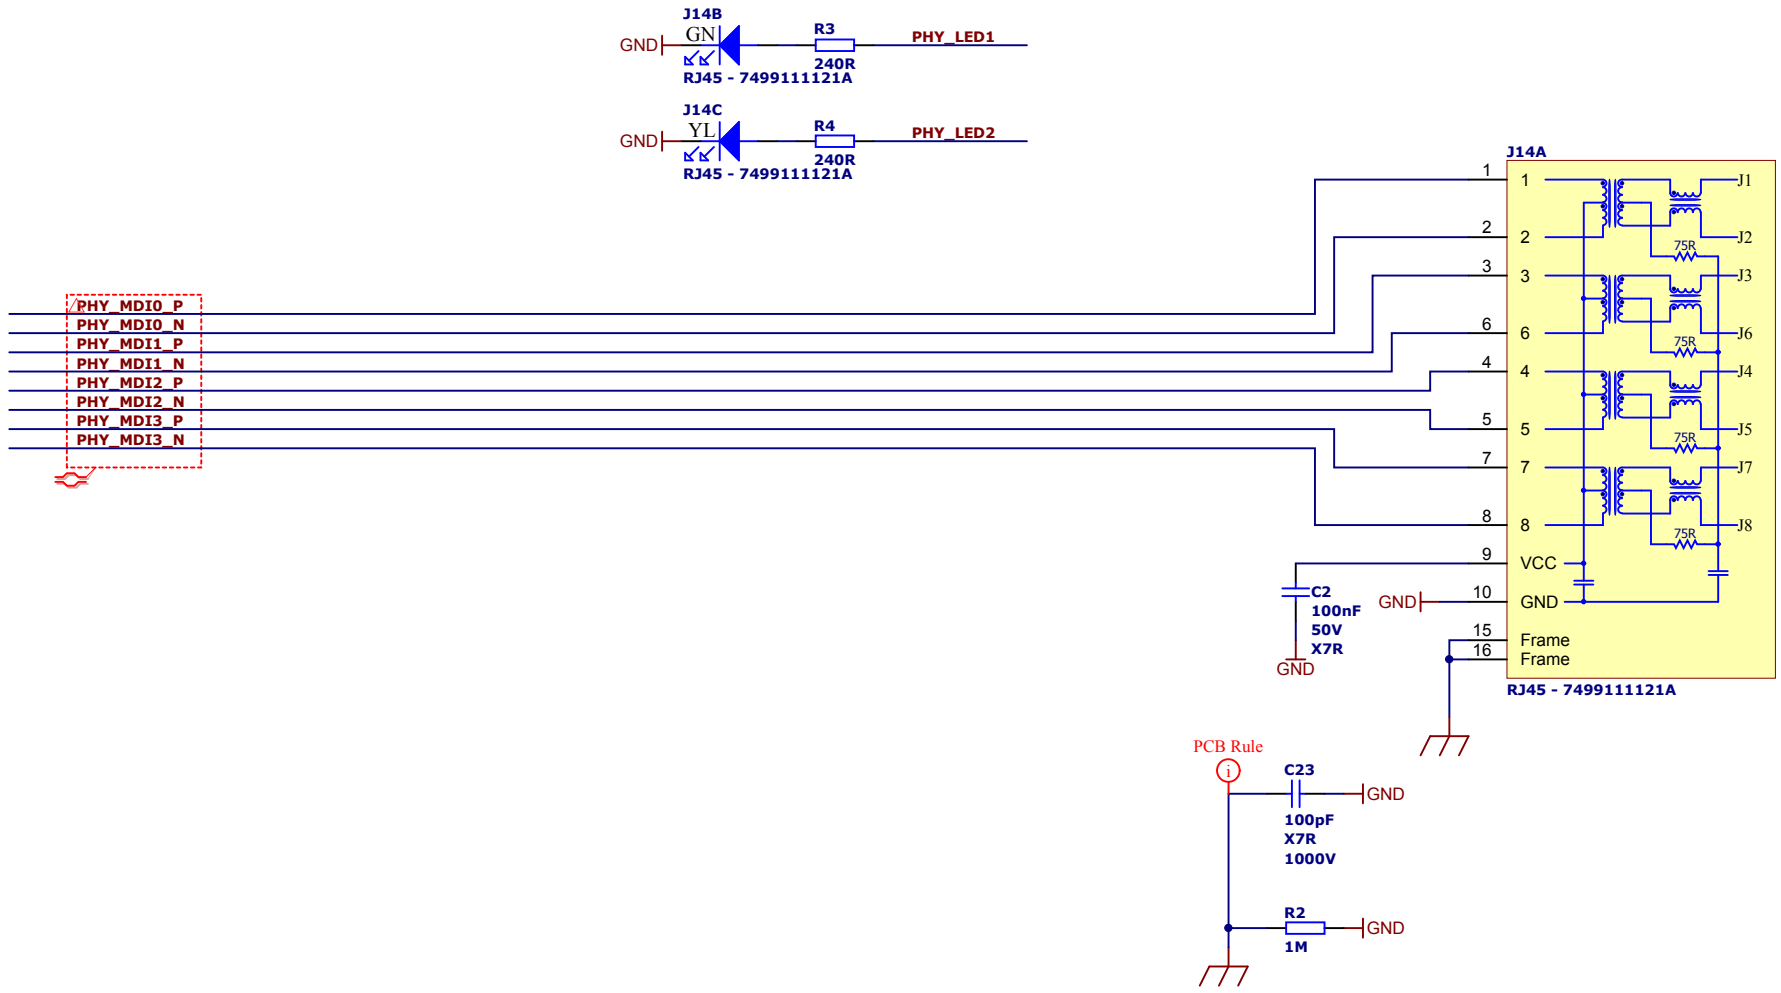 J14B
GN
GND
R3
240R
PHY_LED1
RJ45 - 7499111121A
J14C
YL
GND
R4
240R
PHY_LED2
RJ45 - 7499111121A
PHY_MDI0_P
PHY_MDI0_N
PHY_MDI1_P
PHY_MDI1_N
PHY_MDI2_P
PHY_MDI2_N
PHY_MDI3_P
PHY_MDI3_N
J14A
1 1 J1
2 2 J2
75R
3 3 J3
6 6 J6
75R
4 4 J4
5 5 J5
75R
7 7 J7
8 8 J8
75R
9 VCC
10 GND
15 Frame
16 Frame
RJ45 - 7499111121A
C2
100nF
50V
X7R
GND
GND
PCB Rule
i
C23
100pF
X7R
1000V
GND
R2
1M
GND